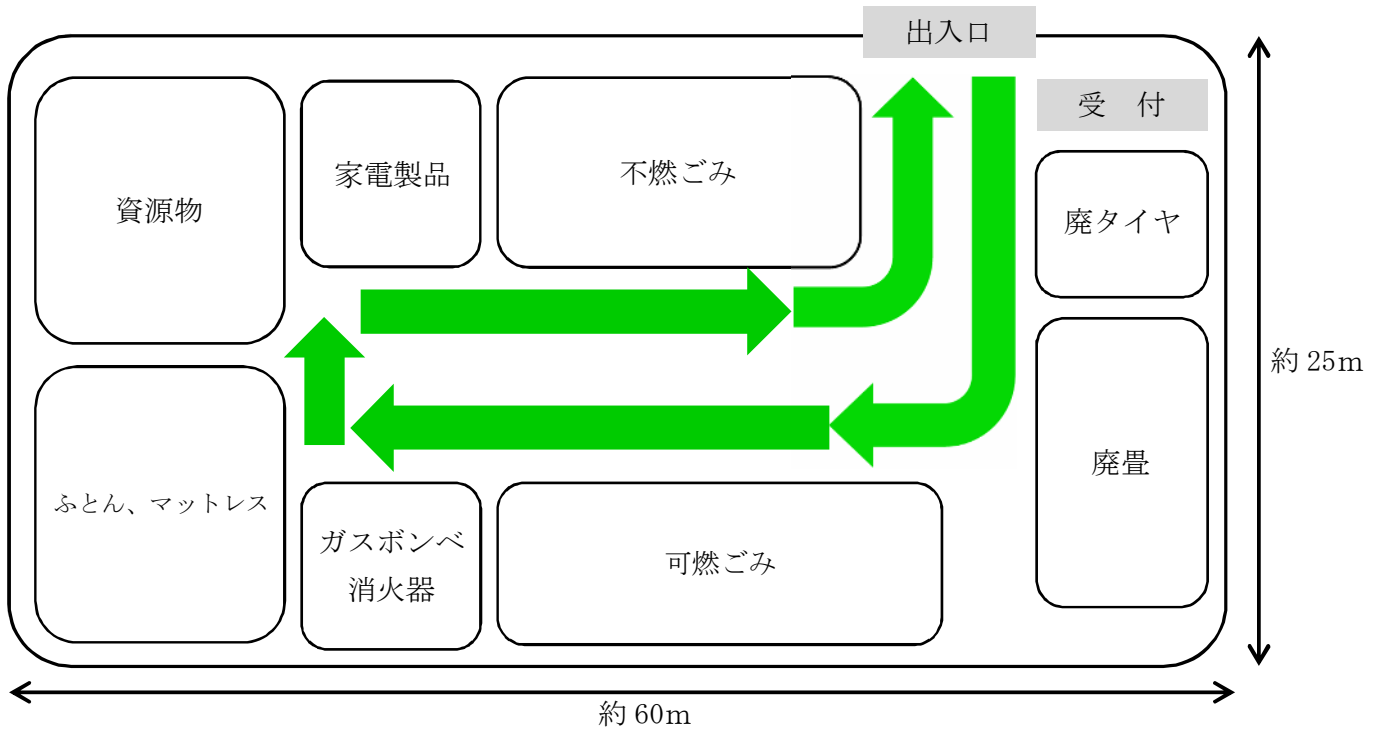 出入口
受　付
家電製品
不燃ごみ
資源物
廃タイヤ
約 25m
廃畳
ふとん、マットレス
ガスボンベ
消火器
可燃ごみ
約 60m